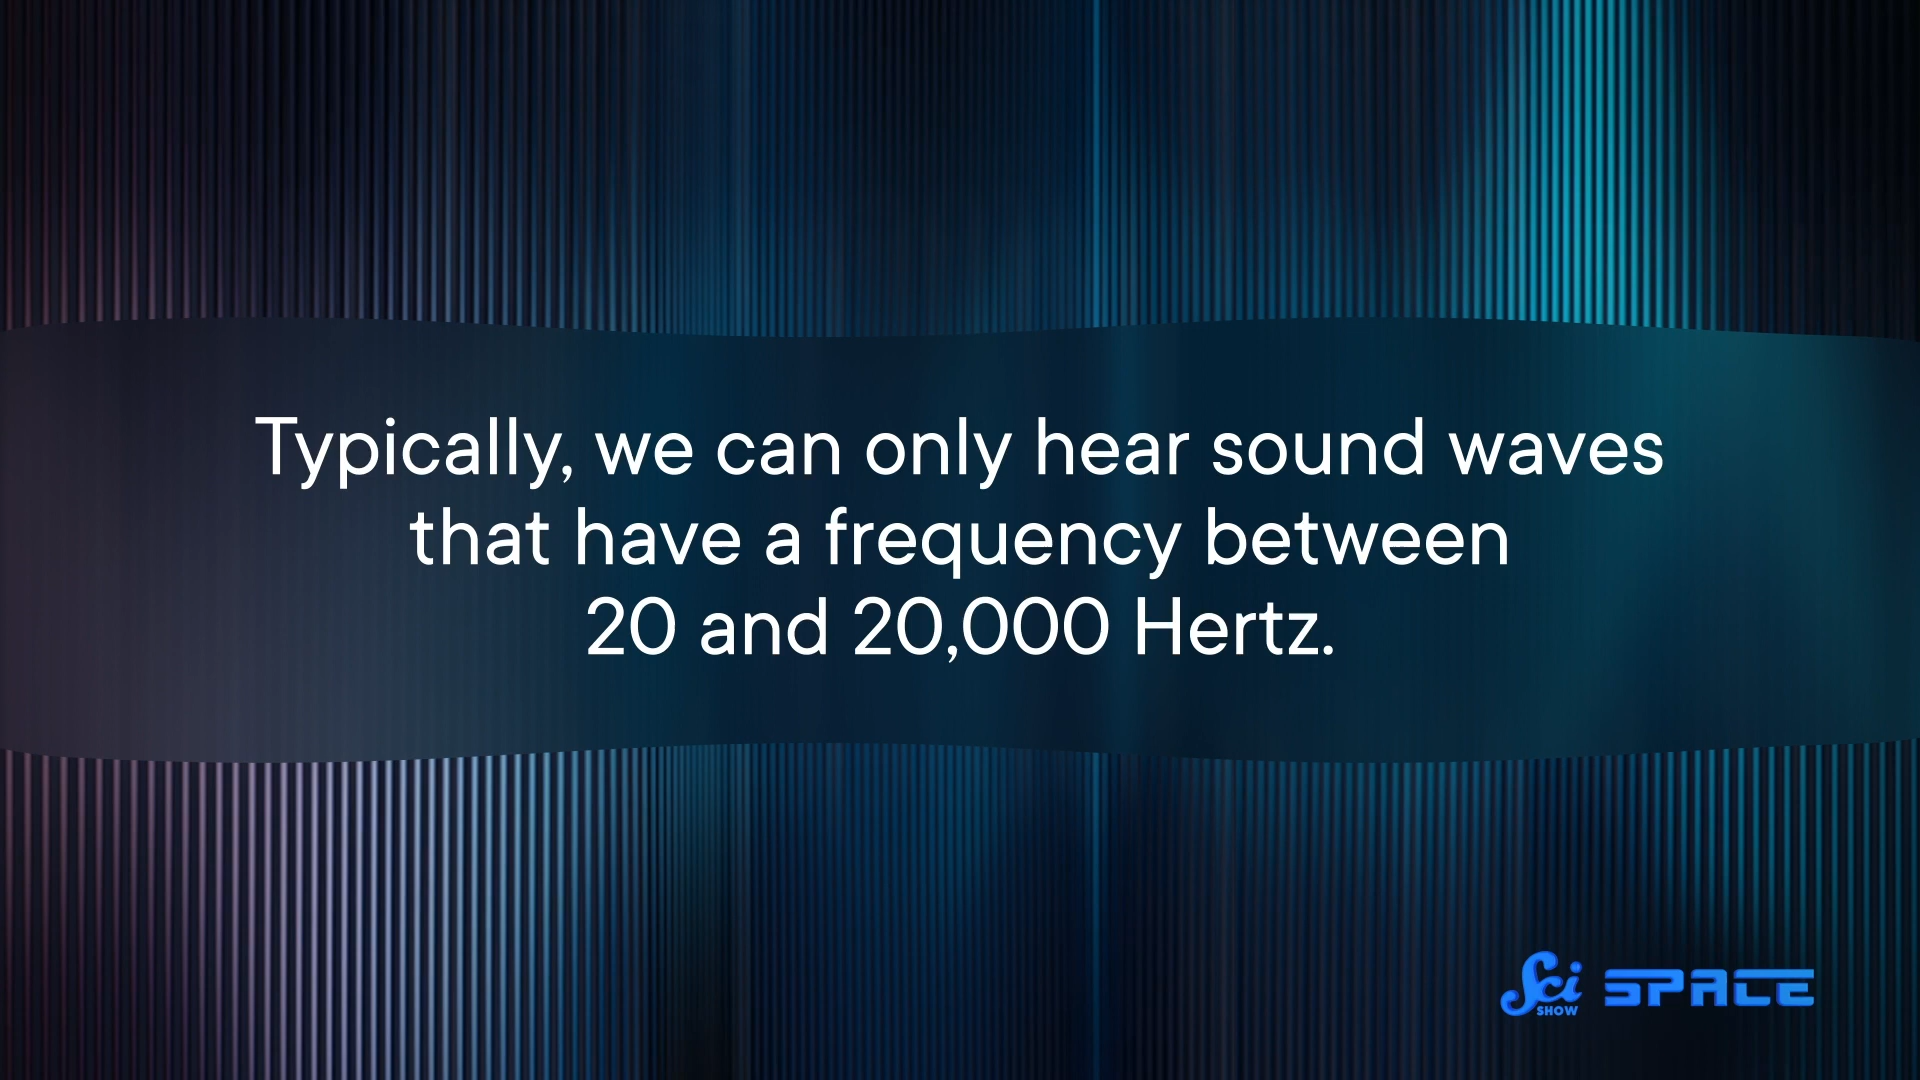 Typically, we can only hear sound waves
that have a frequency between
20 and 20,000 Hertz.
Sci SHOW SPACE